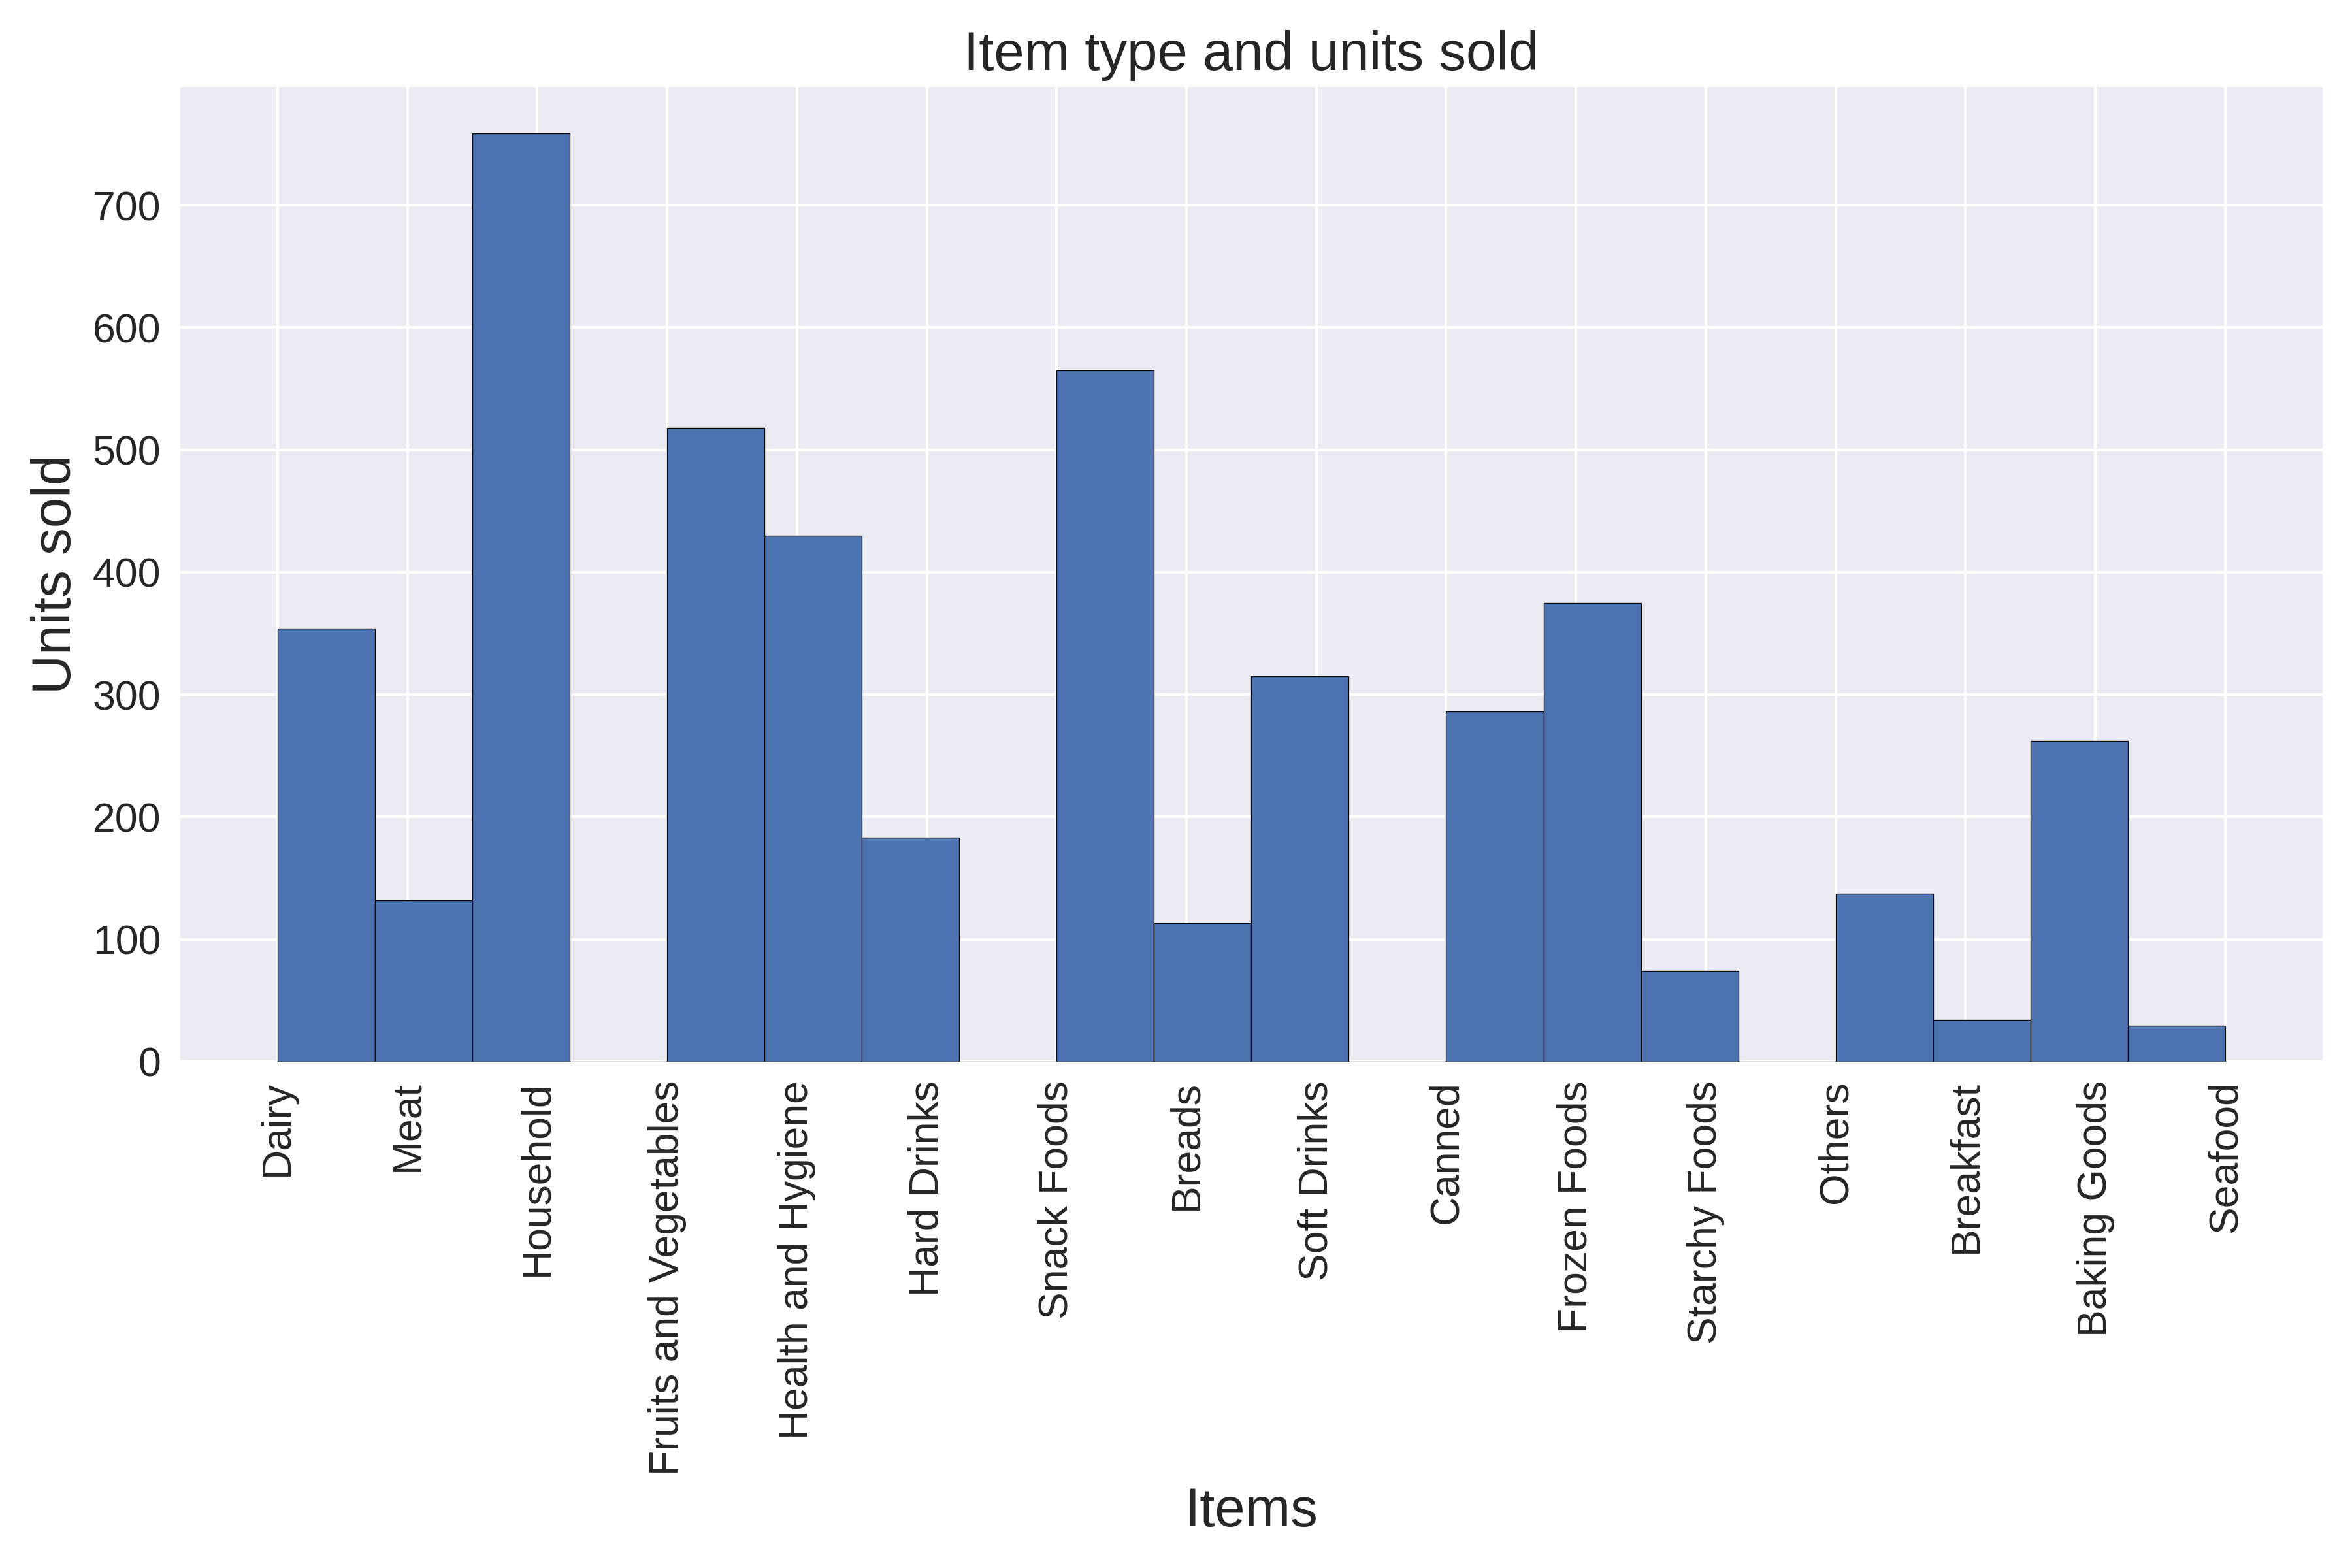 Item type and units sold
Units sold
700
600
500
400
300
200
100
0
Dairy
Meat
Household
Fruits and Vegetables
Health and Hygiene
Hard Drinks
Snack Foods
Breads
Soft Drinks
Canned
Frozen Foods
Starchy Foods
Others
Breakfast
Baking Goods
Seafood
Items